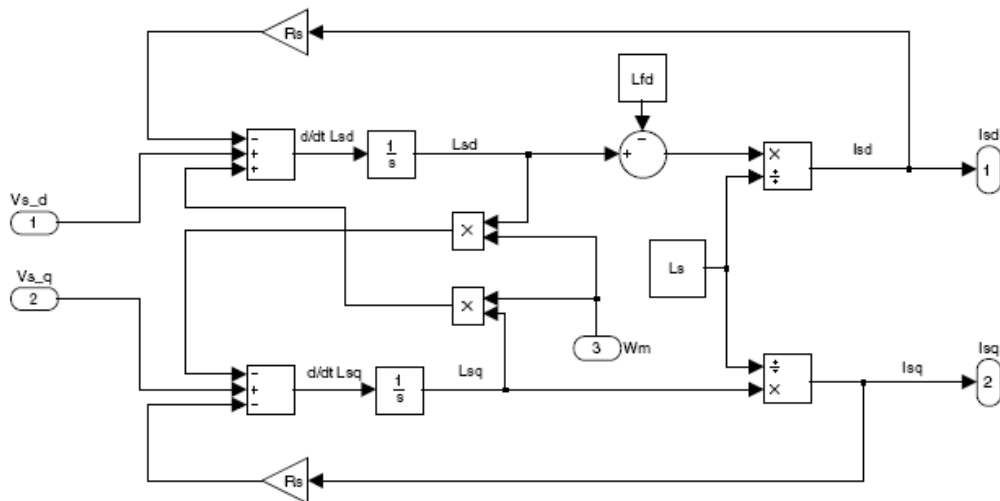 Rs
Lfd
Isd
d/dt Lsd
1
s
Lsd
Isd
-
+
+
+
-
×
÷
1
Vs_d
1
×
Ls
Vs_q
2
×
3
Wm
Isq
d/dt Lsq
1
s
Lsq
Isq
-
+
-
÷
×
2
Rs